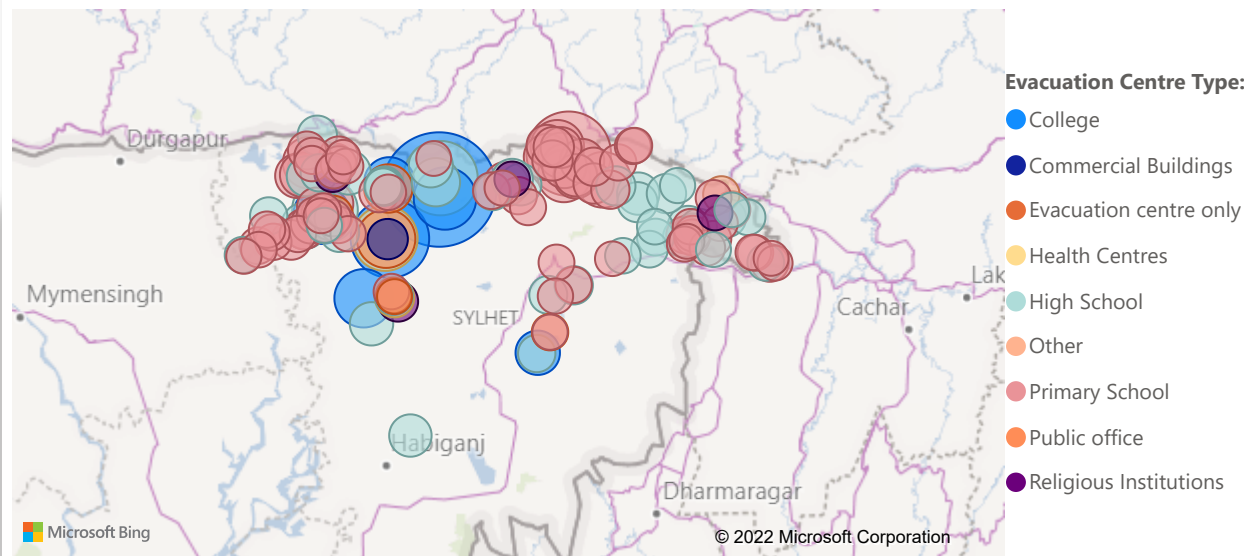 Evacuation Centre Type:
College
Commercial Buildings
Evacuation centre only
Health Centres
High School
Other
Primary School
Public office
Religious Institutions
Durgapur
Mymensingh
SYLHET
Lak
Cachar
Habiganj
Dharmaragar
Microsoft Bing
© 2022 Microsoft Corporation